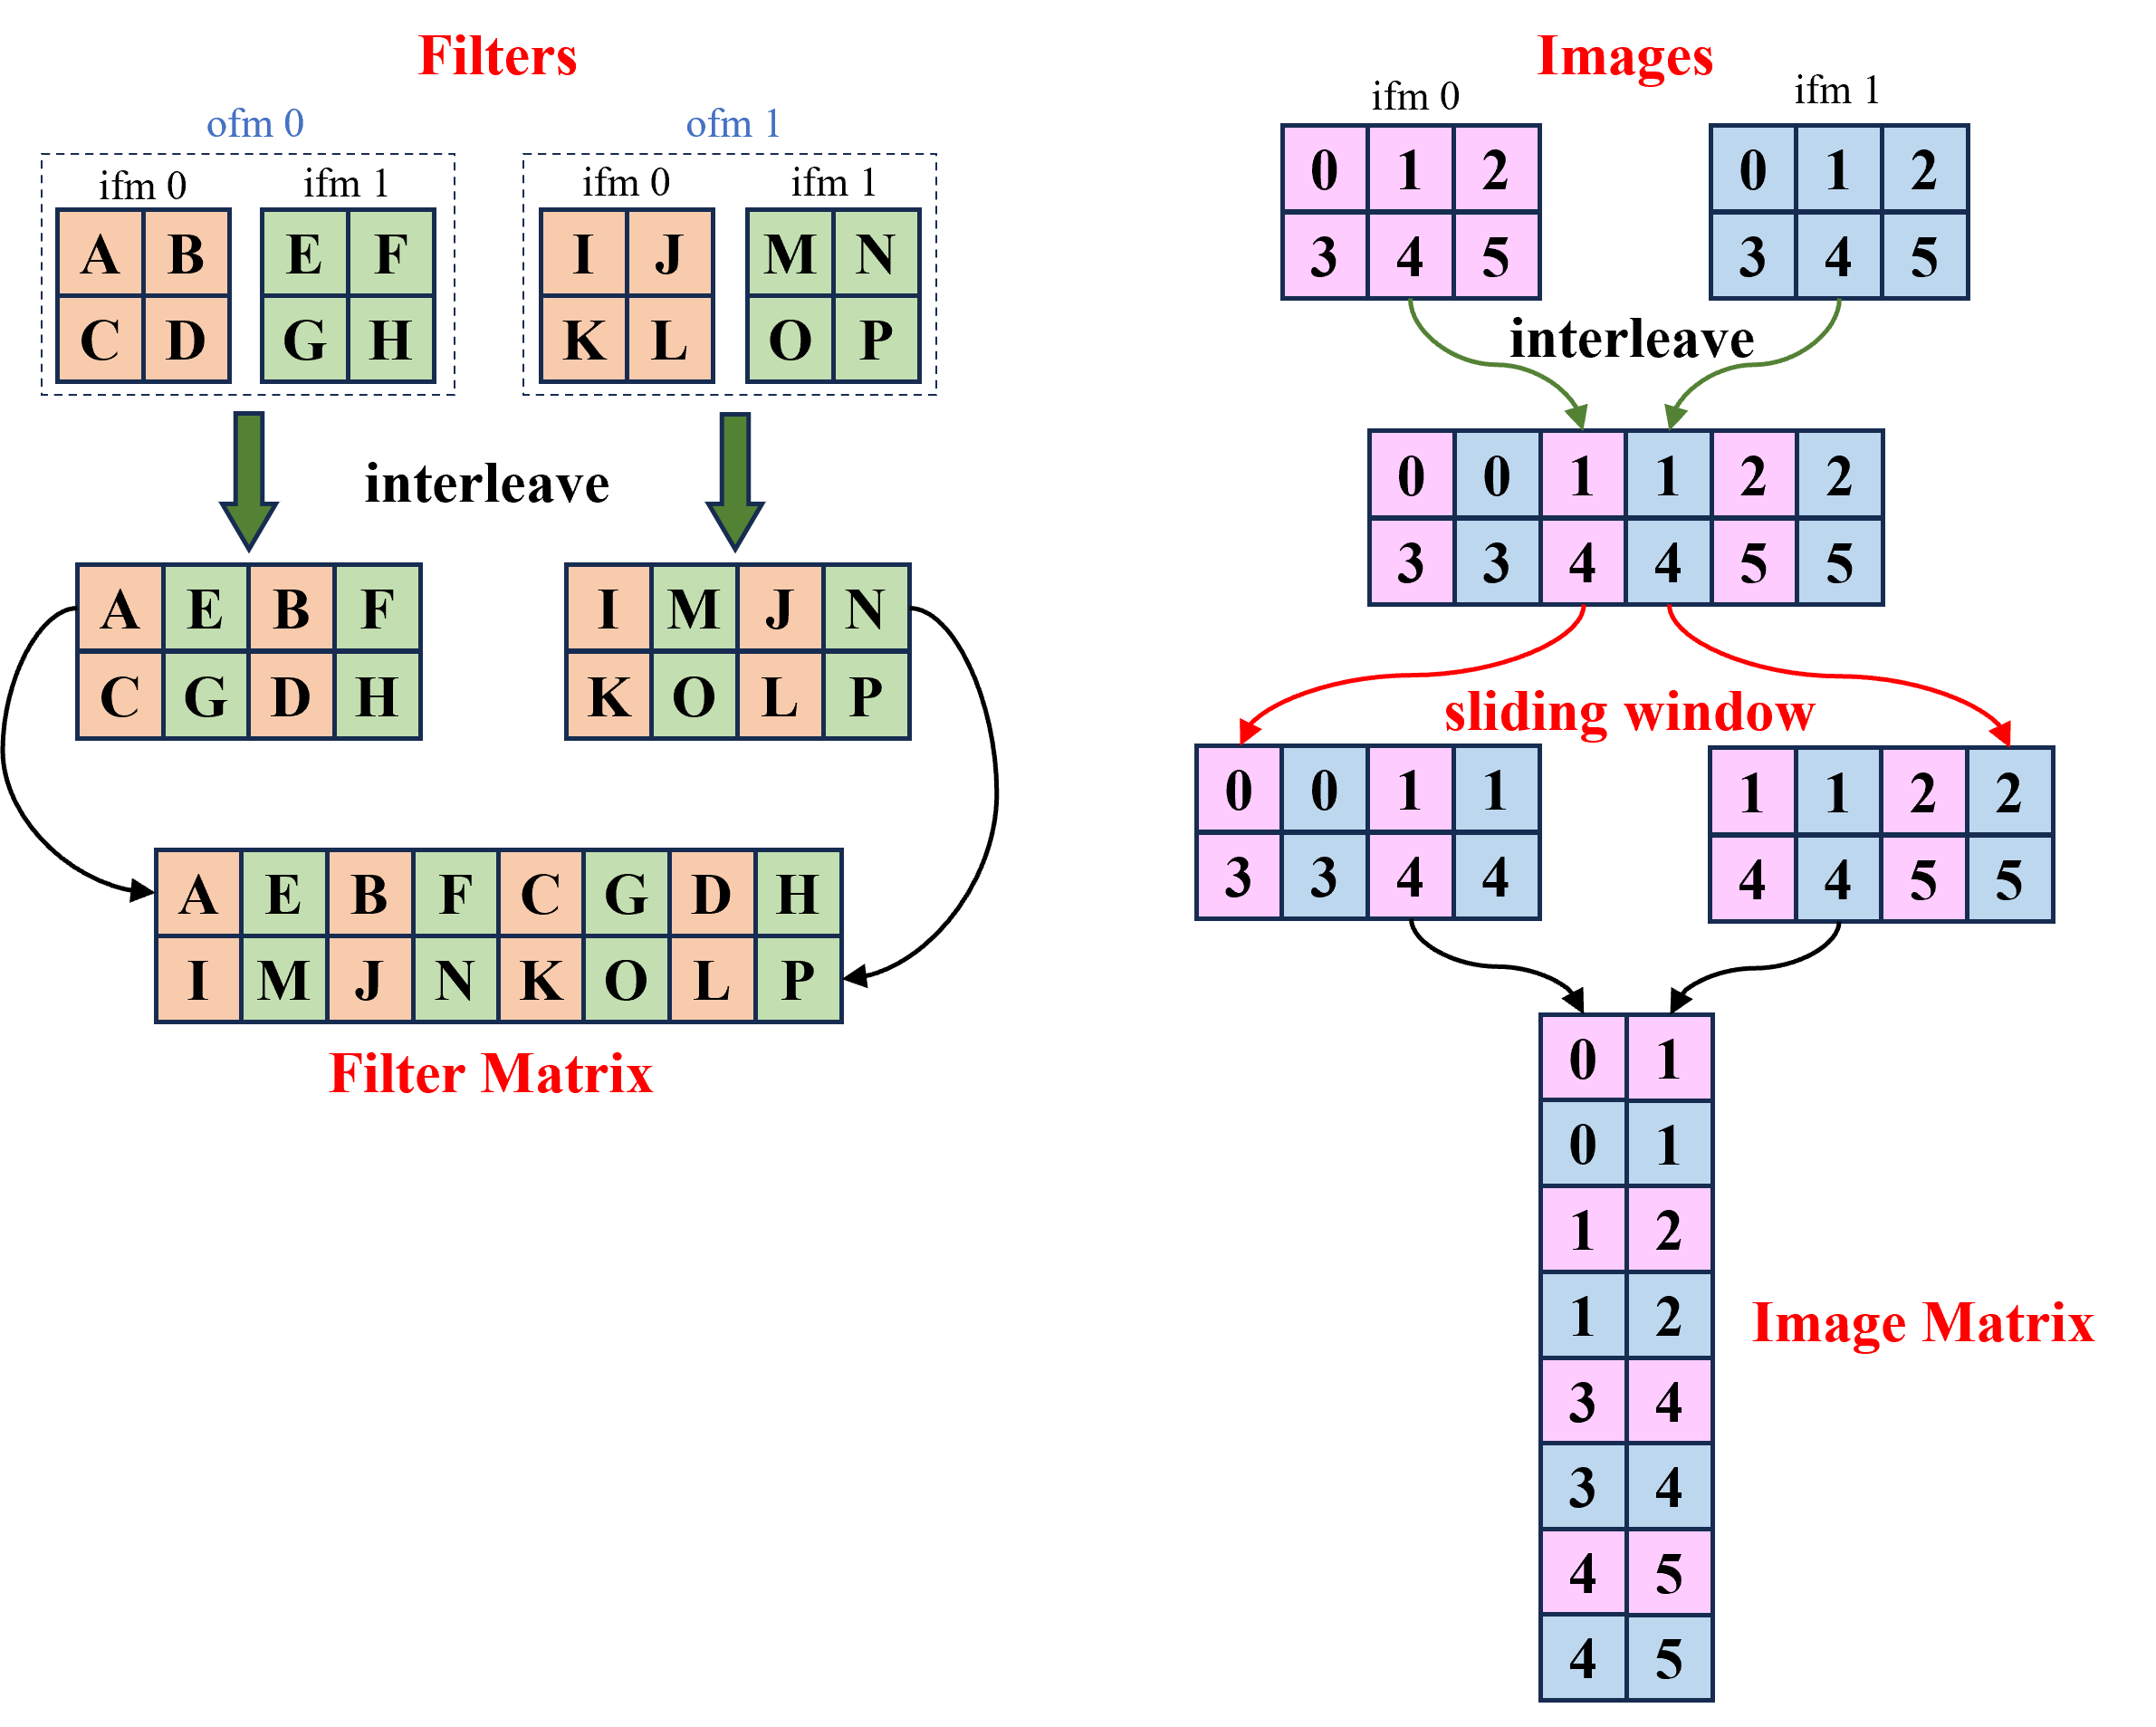 Filters
ofm 0
ofm 1
ifm 0
ifm 1
ifm 0
ifm 1
A B
C D
E F
G H
I J
K L
M N
O P
interleave
A E B F
C G D H
I M J N
K O L P
A E B F C G D H
I M J N K O L P
Filter Matrix
Images
ifm 0
ifm 1
0 1 2
3 4 5
0 1 2
3 4 5
interleave
0 0 1 1 2 2
3 3 4 4 5 5
sliding window
0 0 1 1
3 3 4 4
1 1 2 2
4 4 5 5
0 1
0 1
1 2
1 2
3 4
3 4
4 5
4 5
Image Matrix